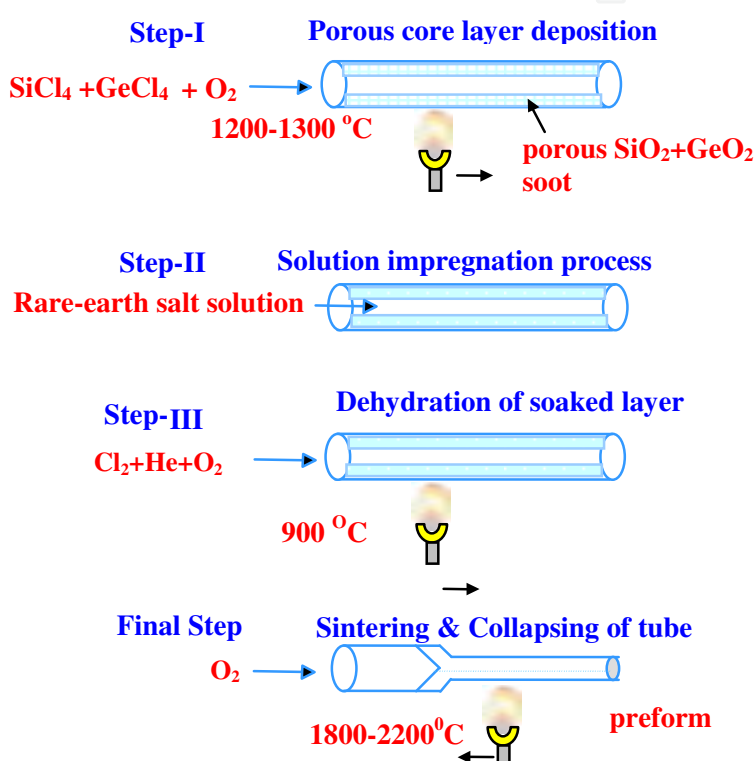 Step-I Porous core layer deposition
SiCl₄ +GeCl₄ + O₂
1200-1300 ⁰C
porous SiO₂+GeO₂
soot
Step-II Solution impregnation process
Rare-earth salt solution
Step-III Dehydration of soaked layer
Cl₂+He+O₂
900 ᴼC
Final Step Sintering & Collapsing of tube
O₂
1800-2200⁰C
preform